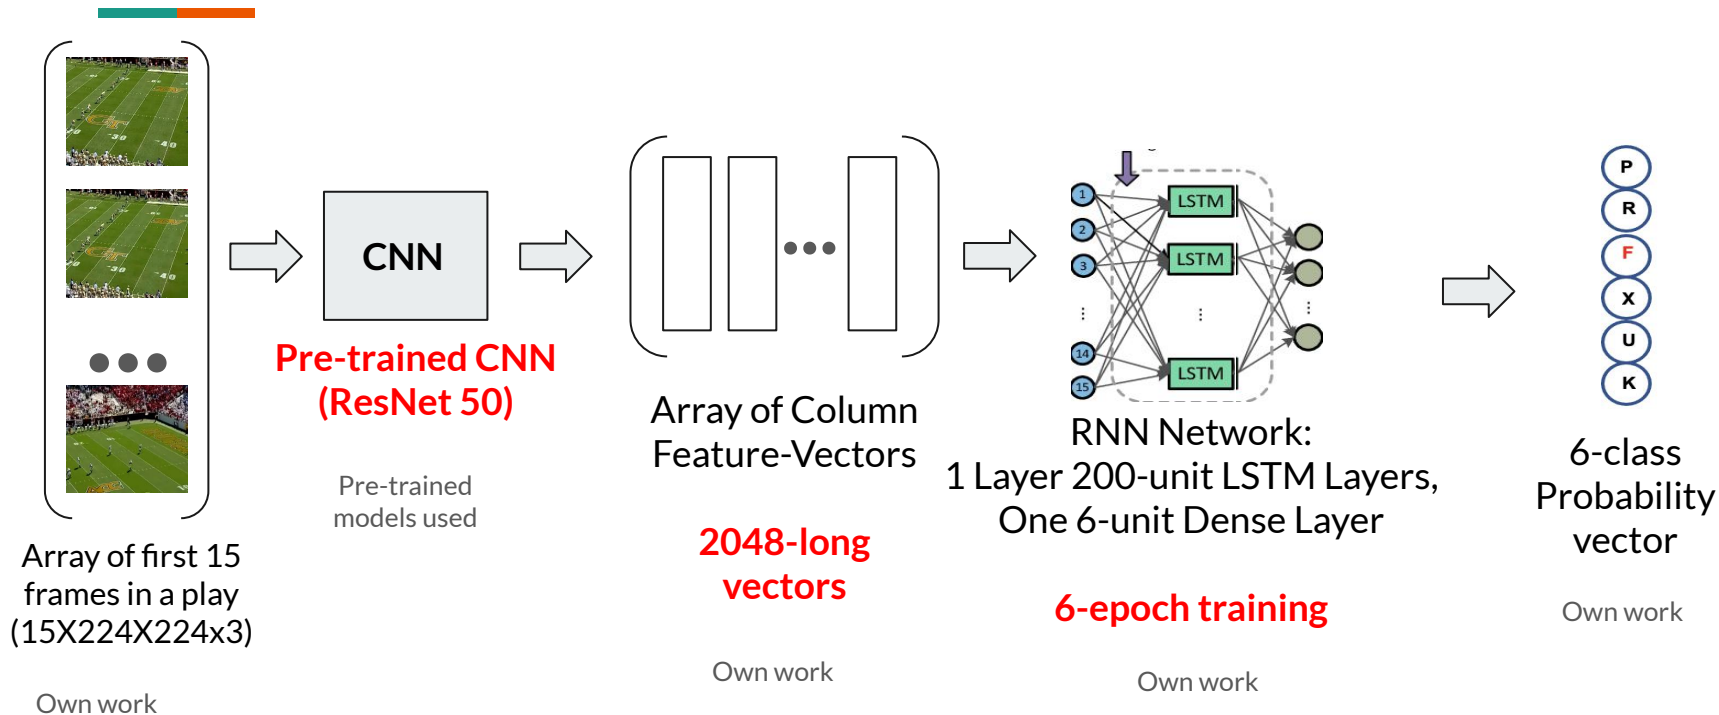 Array of first 15
frames in a play
(15X224X224x3)
Own work
CNN
Pre-trained CNN
(ResNet 50)
Pre-trained
models used
Array of Column
Feature-Vectors
2048-long
vectors
Own work
1
2
3
14
15
LSTM
LSTM
LSTM
RNN Network:
1 Layer 200-unit LSTM Layers,
One 6-unit Dense Layer
6-epoch training
Own work
P
R
F
X
U
K
6-class
Probability
vector
Own work